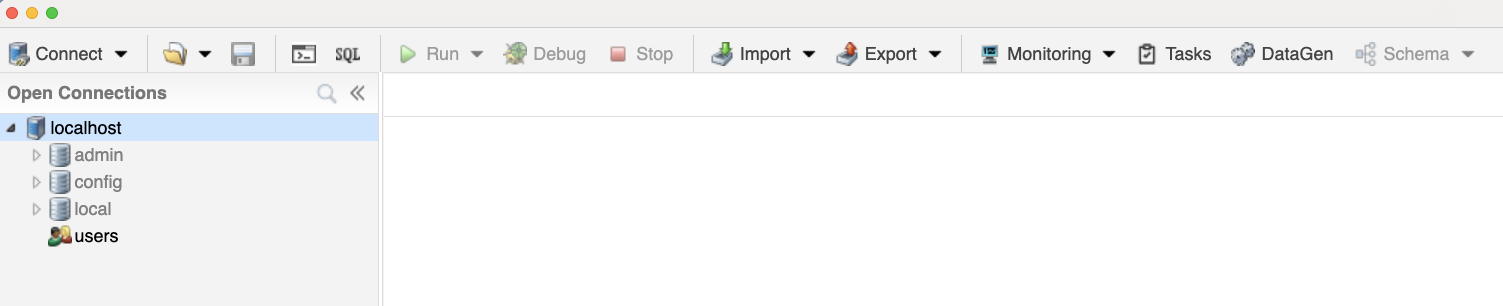 Connect SQL Run Debug Stop Import Export Monitoring Tasks DataGen Schema
Open Connections
localhost
admin
config
local
users